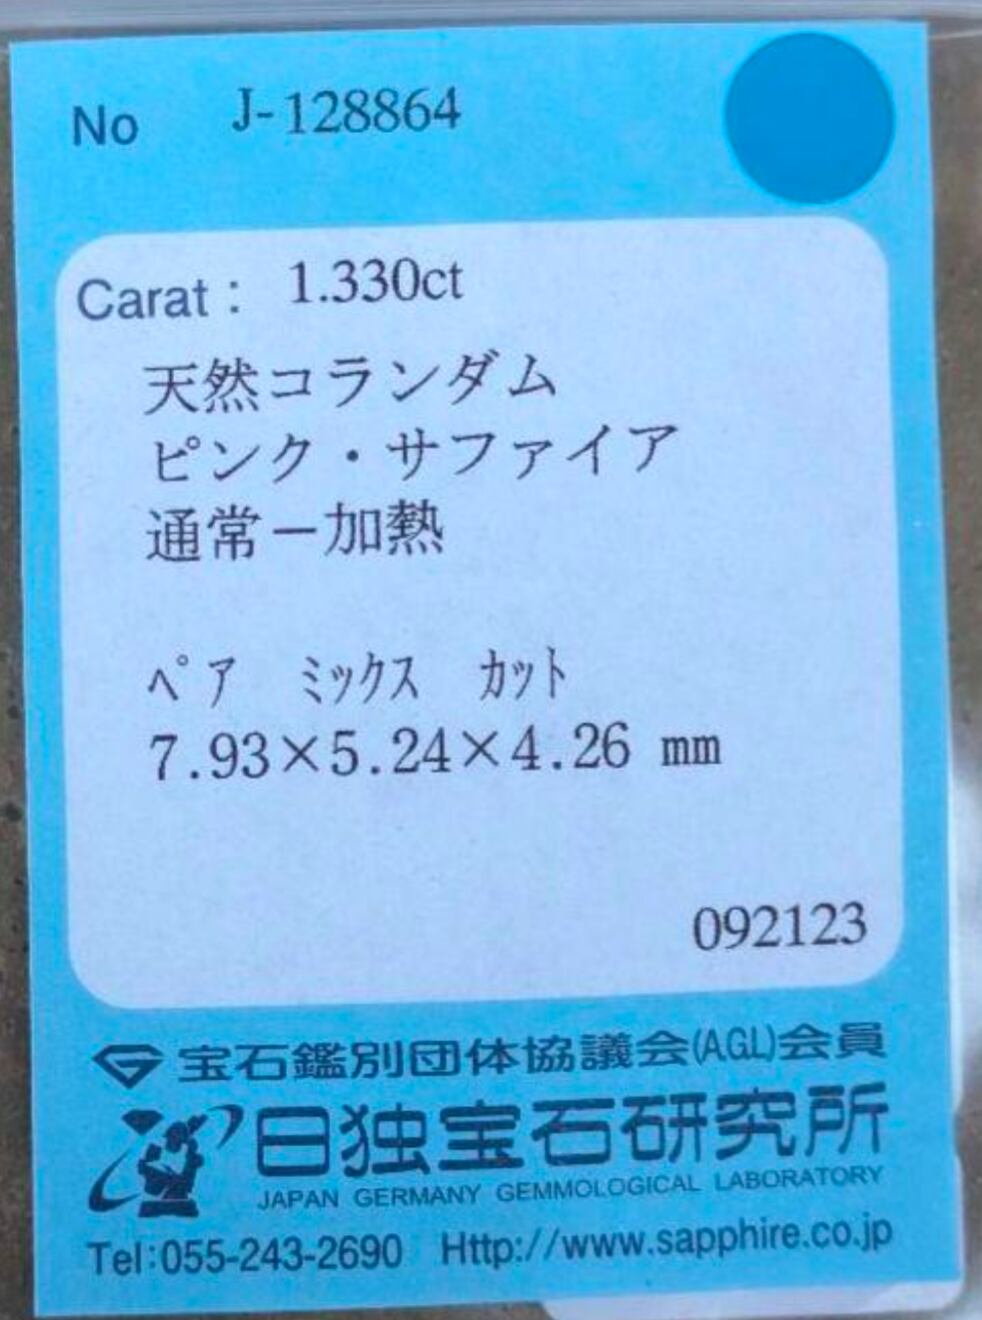 No J-128864
Carat : 1.330ct
天然コランダム
ピンク・サファイア
通常－加熱
ﾍﾟｱ ﾐｯｸｽ ｶｯﾄ
7.93×5.24×4.26 mm
092123
宝石鑑別団体協議会(AGL)会員
日独宝石研究所
JAPAN GERMANY GEMMOLOGICAL LABORATORY
Tel:055-243-2690 Http://www.sapphire.co.jp